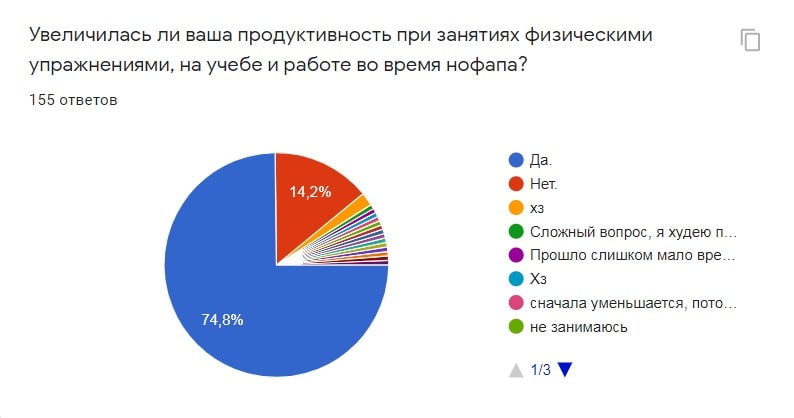 Увеличилась ли ваша продуктивность при занятиях физическими
упражнениями, на учебе и работе во время нофапа?
155 ответов
14,2%
74,8%
Да.
Нет.
хз
Сложный вопрос, я худею п...
Прошло слишком мало вре...
Хз
сначала уменьшается, пото...
не занимаюсь
1/3